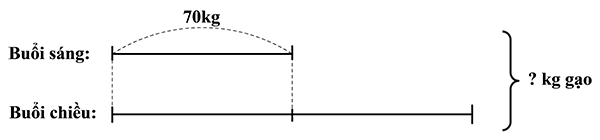 70kg
Buổi sáng:
? kg gạo
Buổi chiều: